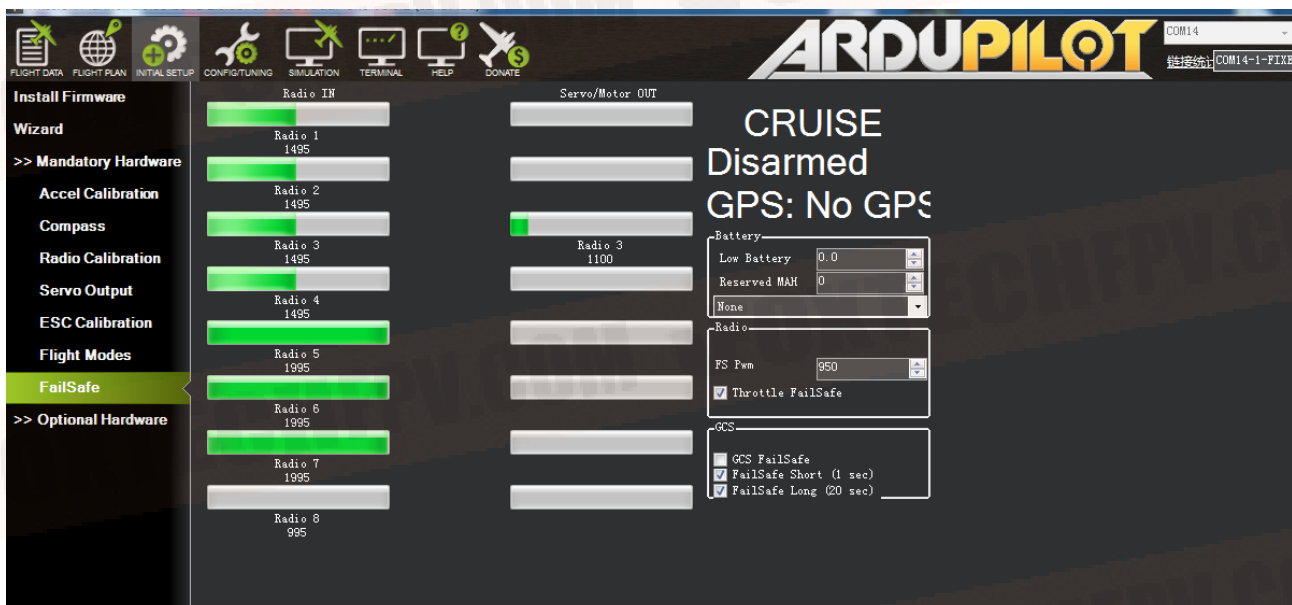 FLIGHT DATA FLIGHT PLAN INITIAL SETUP CONFIG/TUNING SIMULATION TERMINAL HELP DONATE
ARDUPILOT
COM14
链接统计
COM14-1-FIXE
Install Firmware
Wizard
>> Mandatory Hardware
Accel Calibration
Compass
Radio Calibration
Servo Output
ESC Calibration
Flight Modes
FailSafe
>> Optional Hardware
Radio IN
Radio 1
1495
Radio 2
1495
Radio 3
1495
Radio 4
1495
Radio 5
1995
Radio 6
1995
Radio 7
1995
Radio 8
995
Servo/Motor OUT
Radio 3
1100
CRUISE
Disarmed
GPS: No GPS
Battery
Low Battery 0.0
Reserved MAH 0
None
Radio
FS Pwm 950
Throttle FailSafe
GCS
GCS FailSafe
FailSafe Short (1 sec)
FailSafe Long (20 sec)